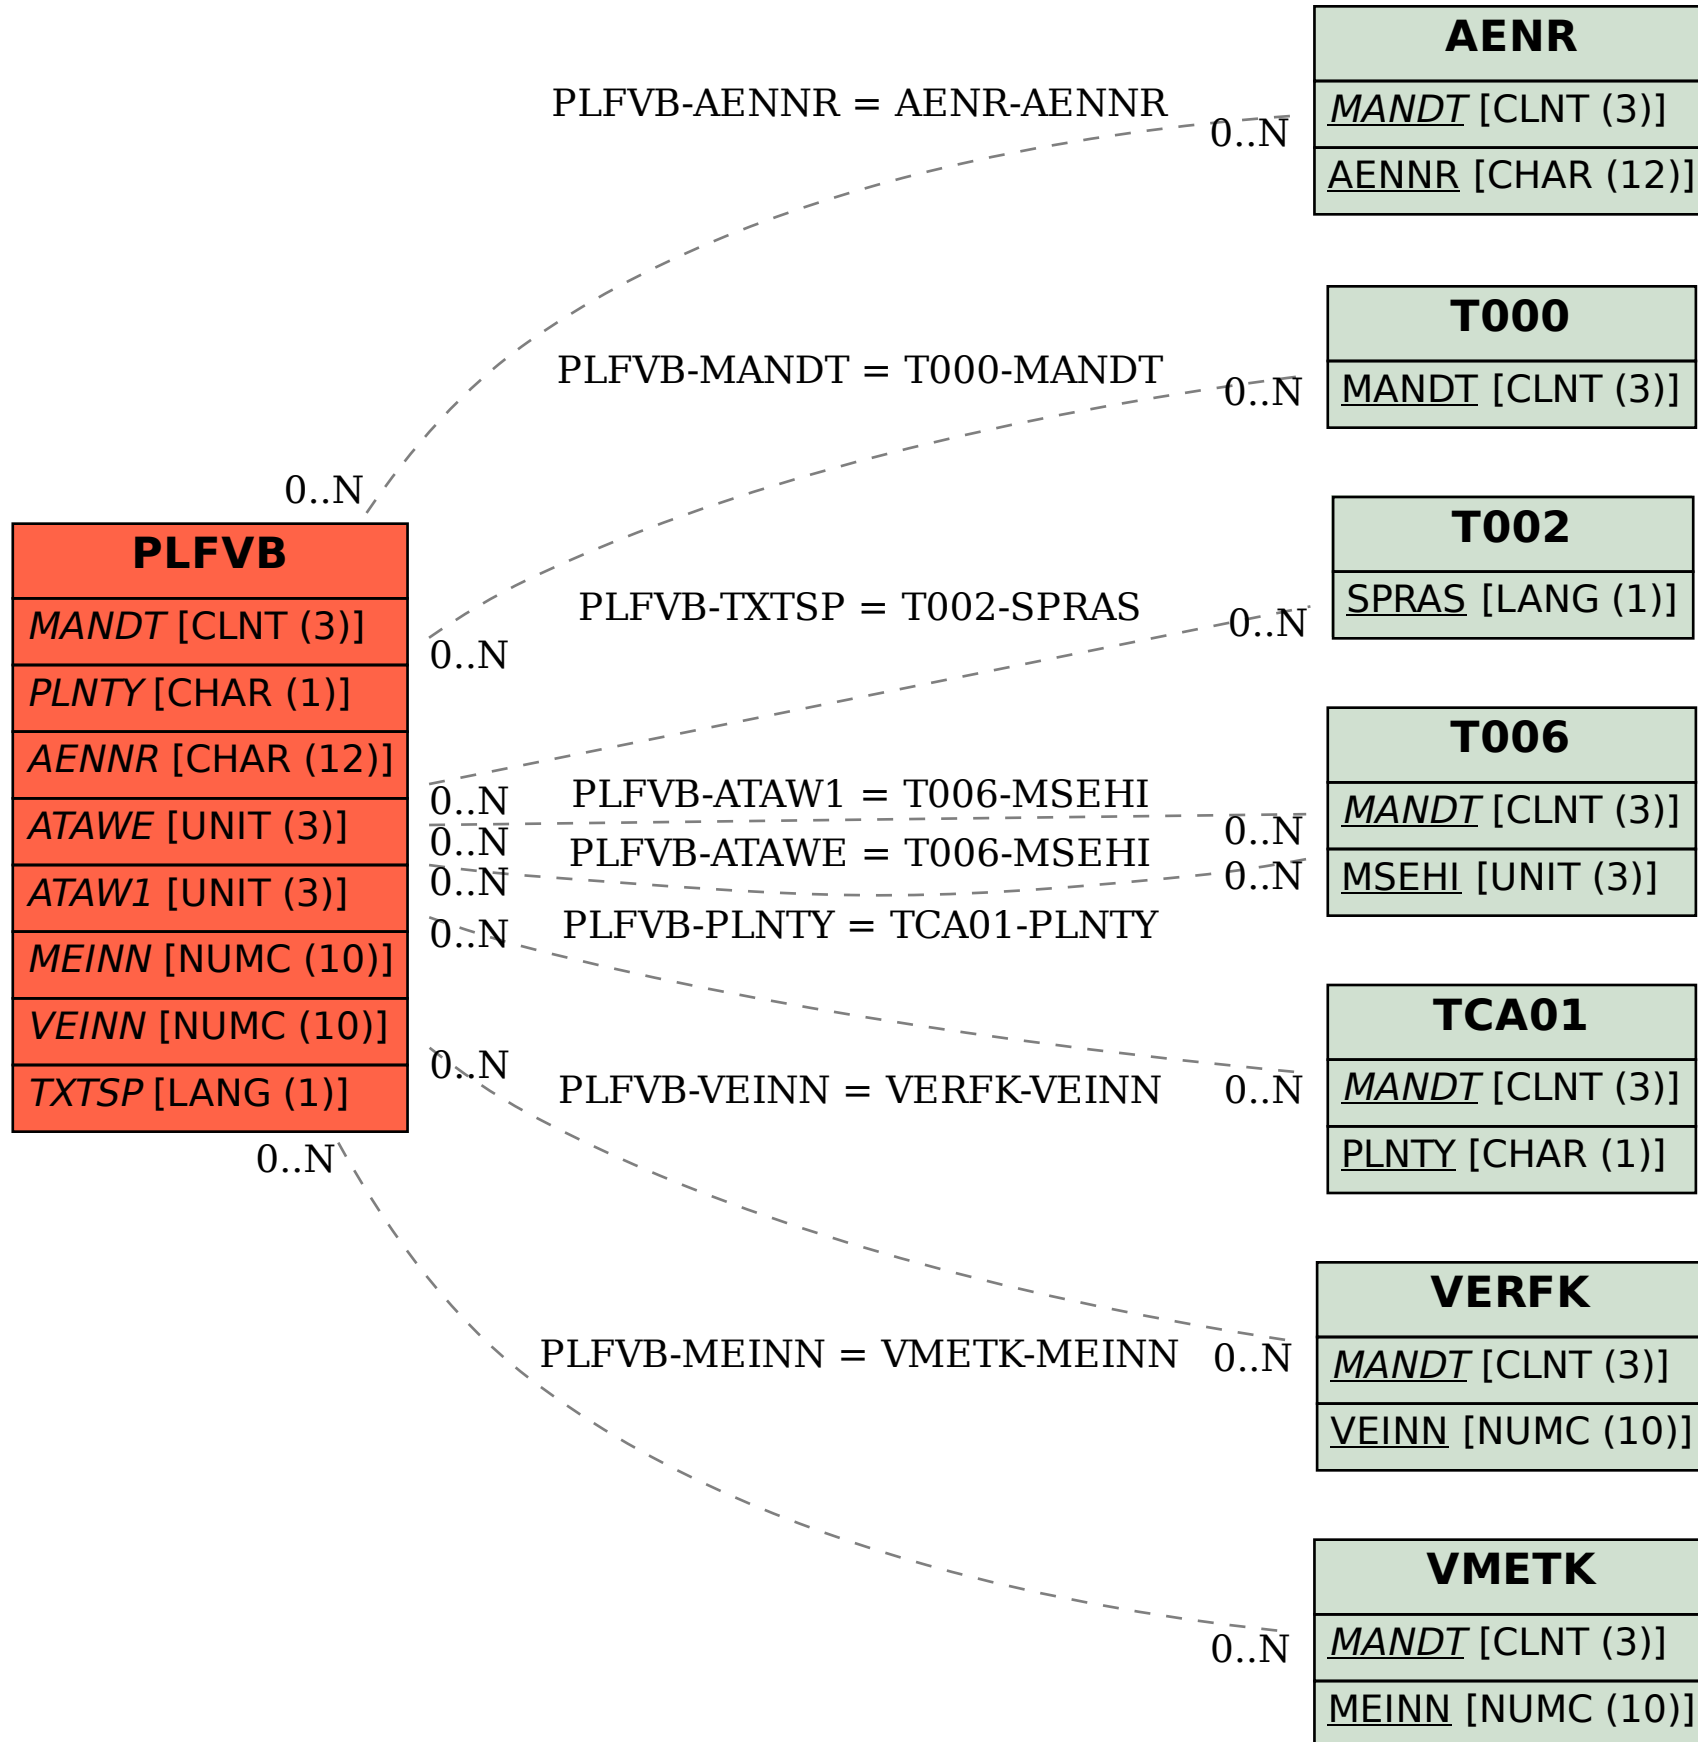 AENR
MANDT [CLNT (3)]
AENNR [CHAR (12)]
PLFVB-AENNR = AENR-AENNR
0..N
0..N
T000
MANDT [CLNT (3)]
PLFVB-MANDT = T000-MANDT
0..N
0..N
T002
SPRAS [LANG (1)]
PLFVB-TXTSP = T002-SPRAS
0..N
0..N
PLFVB
MANDT [CLNT (3)]
PLNTY [CHAR (1)]
AENNR [CHAR (12)]
ATAWE [UNIT (3)]
ATAW1 [UNIT (3)]
MEINN [NUMC (10)]
VEINN [NUMC (10)]
TXTSP [LANG (1)]
T006
MANDT [CLNT (3)]
MSEHI [UNIT (3)]
PLFVB-ATAW1 = T006-MSEHI
0..N
0..N
PLFVB-ATAWE = T006-MSEHI
0..N
0..N
PLFVB-PLNTY = TCA01-PLNTY
0..N
0..N
TCA01
MANDT [CLNT (3)]
PLNTY [CHAR (1)]
PLFVB-VEINN = VERFK-VEINN
0..N
0..N
VERFK
MANDT [CLNT (3)]
VEINN [NUMC (10)]
PLFVB-MEINN = VMETK-MEINN
0..N
0..N
VMETK
MANDT [CLNT (3)]
MEINN [NUMC (10)]